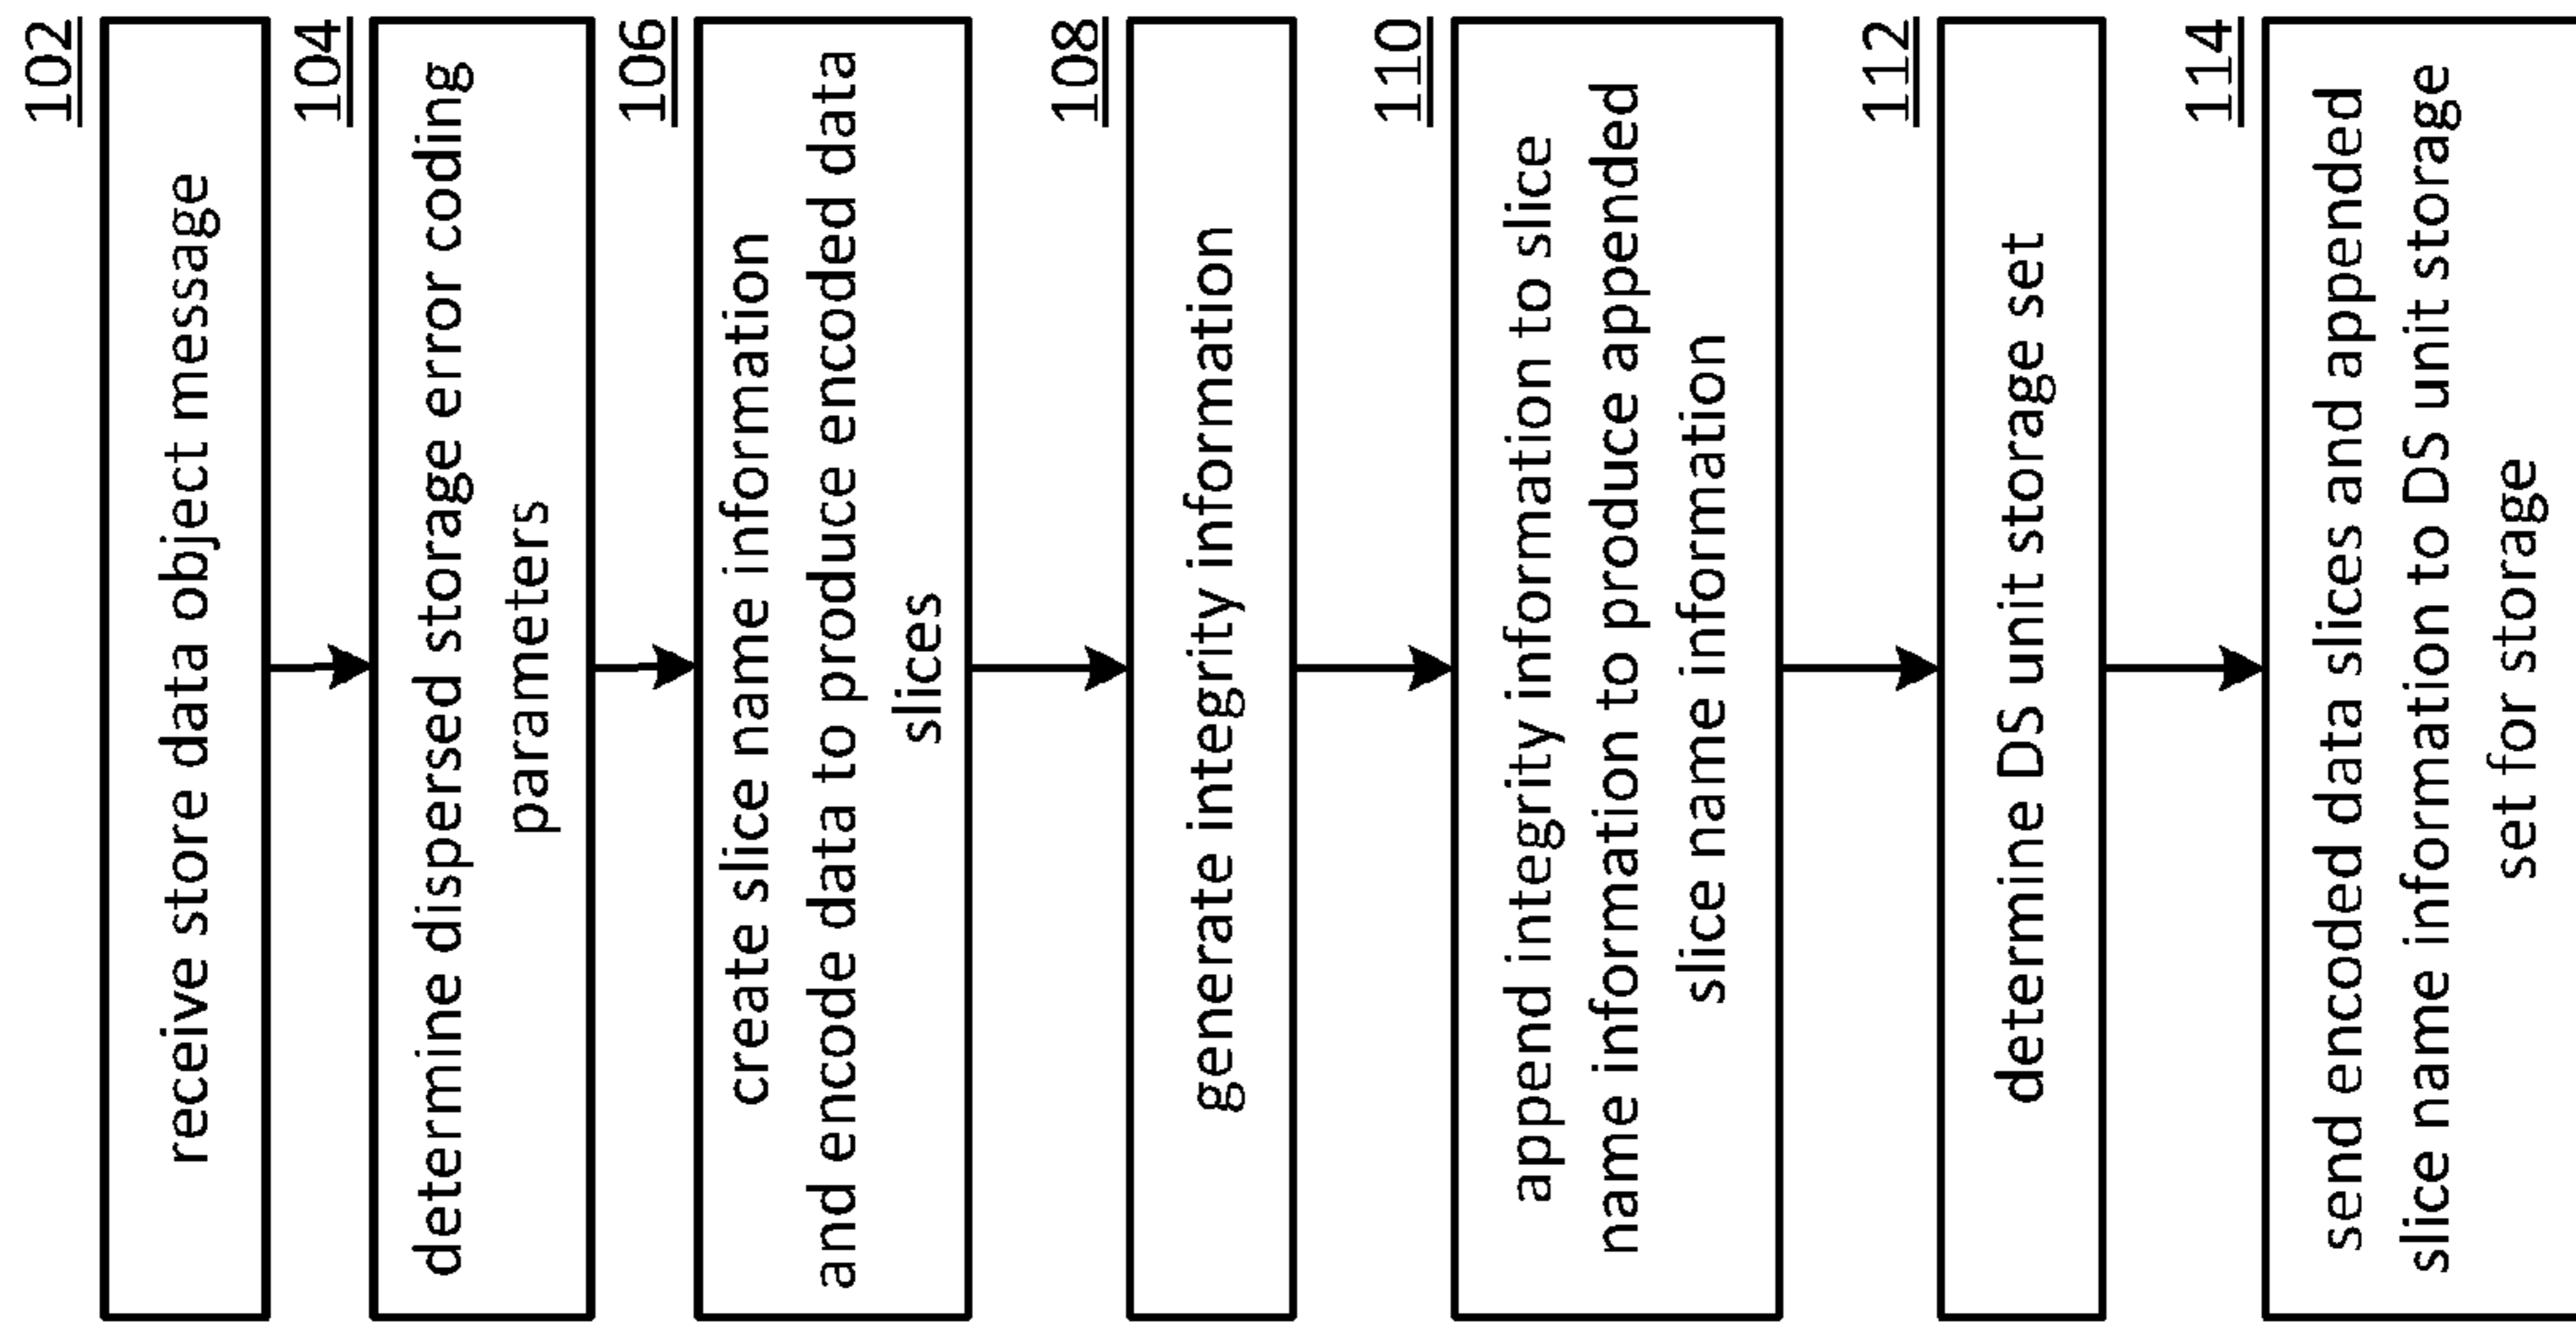 102
receive store data object message
104
determine dispersed storage error coding
parameters
106
create slice name information
and encode data to produce encoded data
slices
108
generate integrity information
110
append integrity information to slice
name information to produce appended
slice name information
112
determine DS unit storage set
114
send encoded data slices and appended
slice name information to DS unit storage
set for storage